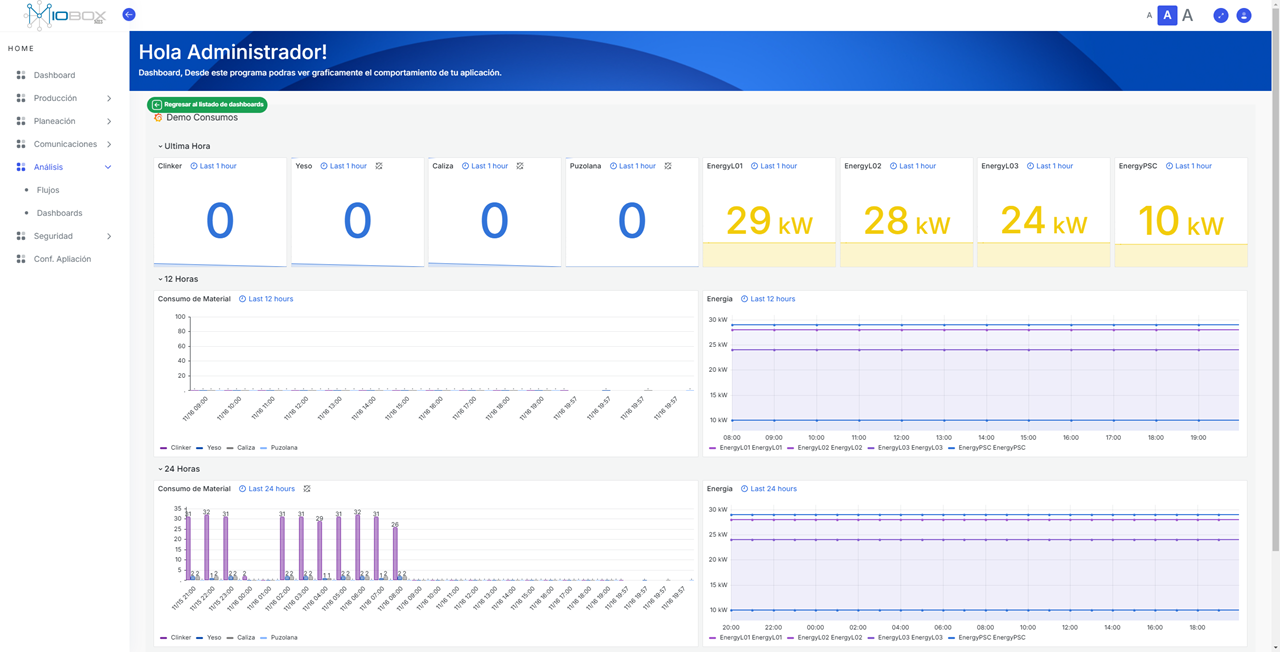 IOBOX
A A A
HOME
Dashboard
Producción
Planeación
Comunicaciones
Análisis
Flujos
Dashboards
Seguridad
Conf. Apliación
Hola Administrador!
Dashboard, Desde este programa podras ver graficamente el comportamiento de tu aplicación.
Regresar al listado de dashboards
Demo Consumos
Ultima Hora
Clinker Last 1 hour
0
Yeso Last 1 hour
0
Caliza Last 1 hour
0
Puzolana Last 1 hour
0
EnergyL01 Last 1 hour
29 kW
EnergyL02 Last 1 hour
28 kW
EnergyL03 Last 1 hour
24 kW
EnergyPSC Last 1 hour
10 kW
12 Horas
Consumo de Material Last 12 hours
100
80
60
40
20
11/16 09:00 11/16 10:00 11/16 11:00 11/16 12:00 11/16 13:00 11/16 14:00 11/16 15:00 11/16 16:00 11/16 17:00 11/16 18:00 11/16 19:00 11/16 19:57 11/16 19:57 11/16 19:57 11/16 19:57
Clinker Yeso Caliza Puzolana
Energia Last 12 hours
30 kW
25 kW
20 kW
15 kW
10 kW
08:00 09:00 10:00 11:00 12:00 13:00 14:00 15:00 16:00 17:00 18:00 19:00
EnergyL01 EnergyL01 EnergyL02 EnergyL02 EnergyL03 EnergyL03 EnergyPSC EnergyPSC
24 Horas
Consumo de Material Last 24 hours
35
30
25
20
15
10
5
31 32 31 2 31 31 29 31 32 31 26
2 2 1 2 2 2 2 2 2 2 1 1 2 2 2 2 1 2 2 2
11/15 21:00 11/15 22:00 11/15 23:00 11/16 00:00 11/16 01:00 11/16 02:00 11/16 03:00 11/16 04:00 11/16 05:00 11/16 06:00 11/16 07:00 11/16 08:00 11/16 09:00 11/16 10:00 11/16 11:00 11/16 12:00 11/16 13:00 11/16 14:00 11/16 15:00 11/16 16:00 11/16 17:00 11/16 18:00 11/16 19:00 11/16 19:57 11/16 19:57 11/16 19:57 11/16 19:57
Clinker Yeso Caliza Puzolana
Energia Last 24 hours
30 kW
25 kW
20 kW
15 kW
10 kW
20:00 22:00 00:00 02:00 04:00 06:00 08:00 10:00 12:00 14:00 16:00 18:00
EnergyL01 EnergyL01 EnergyL02 EnergyL02 EnergyL03 EnergyL03 EnergyPSC EnergyPSC